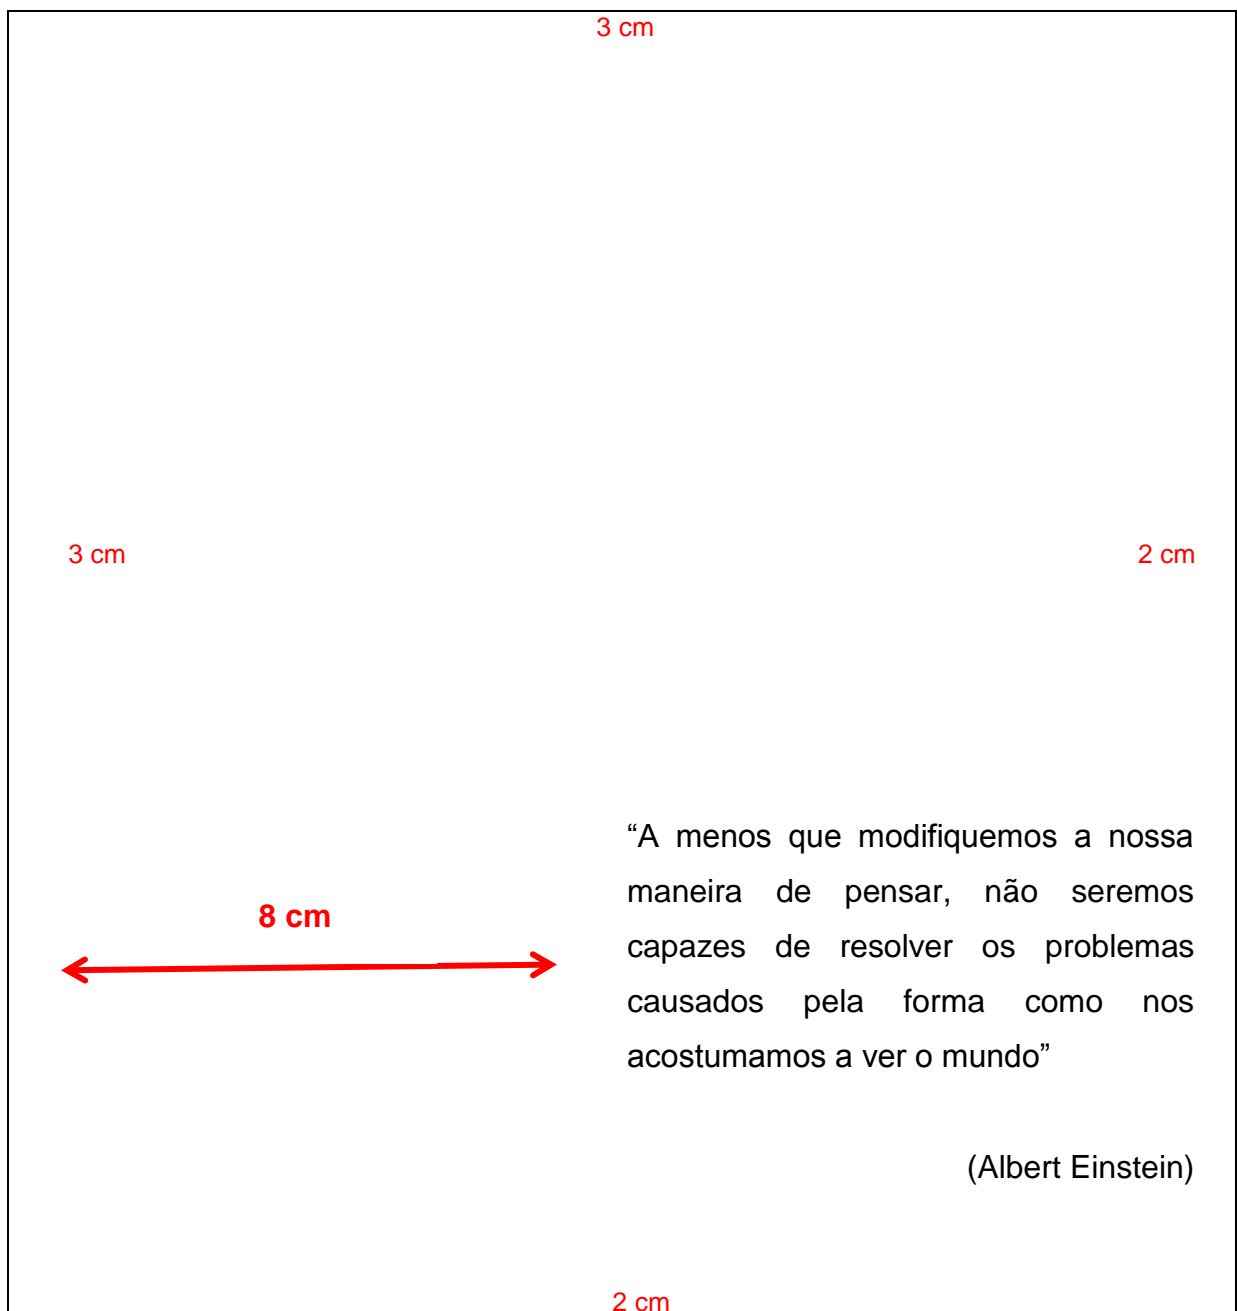 3 cm
3 cm
2 cm
“A menos que modifiquemos a nossa
maneira de pensar, não seremos
8 cm
capazes de resolver os problemas
causados pela forma como nos
acostumamos a ver o mundo”
(Albert Einstein)
2 cm